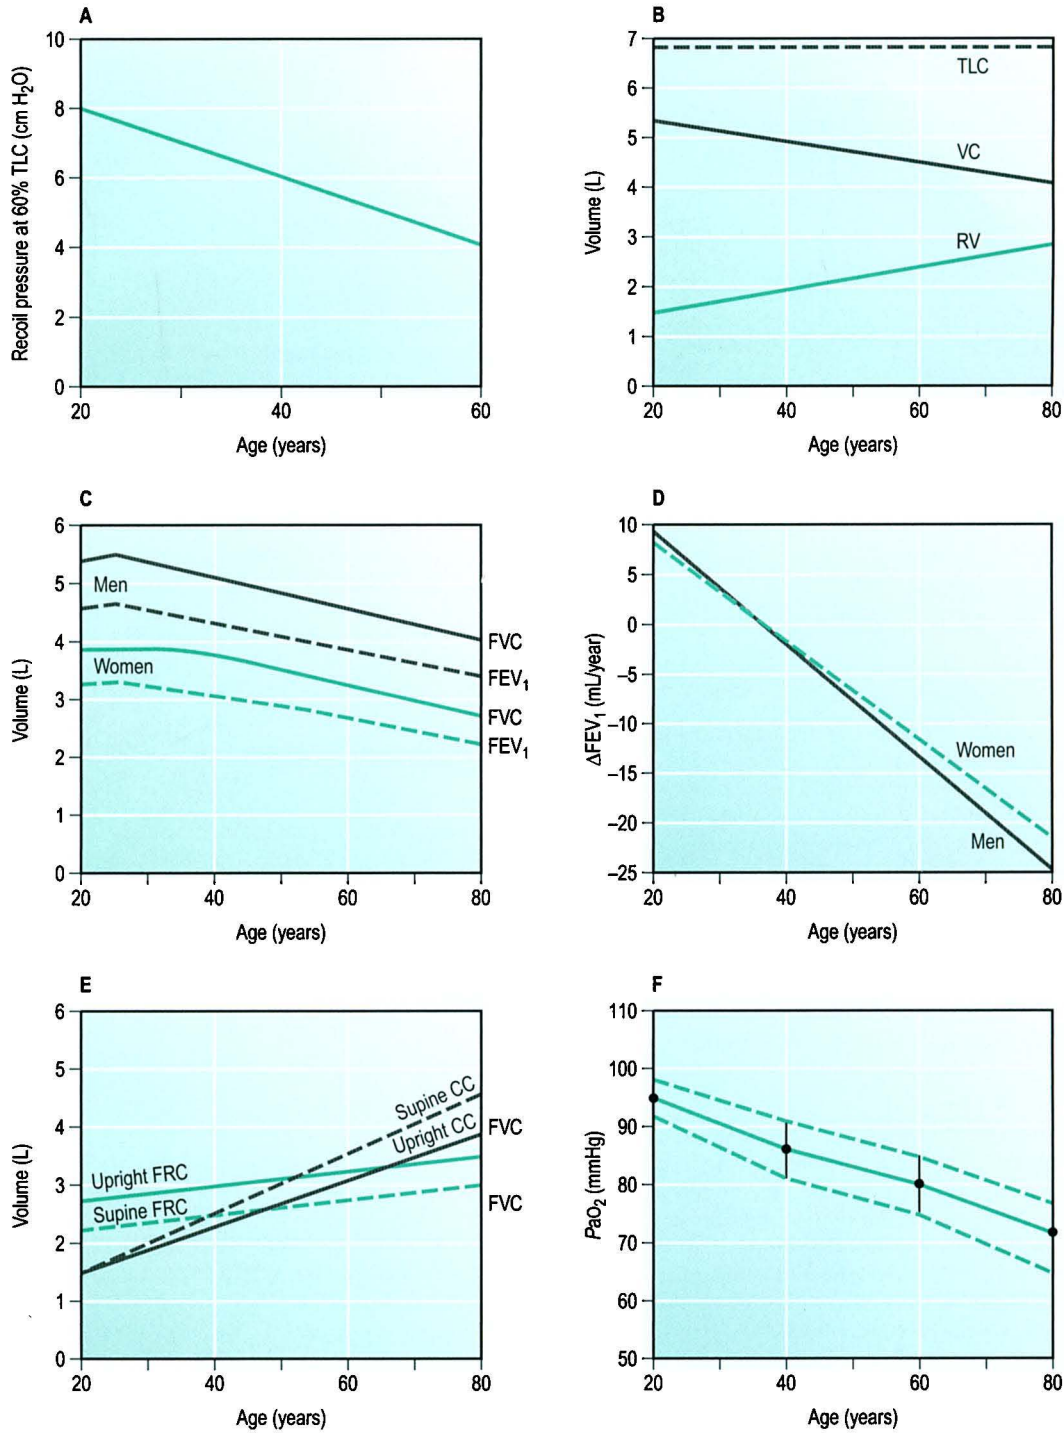 A
Recoil pressure at 60% TLC (cm H₂O)
10
8
6
4
2
0
20 40 60
Age (years)
B
Volume (L)
7
6
5
4
3
2
1
0
TLC
VC
RV
20 40 60 80
Age (years)
C
Volume (L)
6
5
4
3
2
1
0
Men
Women
FVC
FEV₁
FVC
FEV₁
20 40 60 80
Age (years)
D
ΔFEV₁ (mL/year)
10
5
0
–5
–10
–15
–20
–25
Women
Men
20 40 60 80
Age (years)
E
Volume (L)
6
5
4
3
2
1
0
Supine CC
Upright CC
FVC
Upright FRC
Supine FRC
FVC
20 40 60 80
Age (years)
F
PaO₂ (mmHg)
110
100
90
80
70
60
50
20 40 60 80
Age (years)